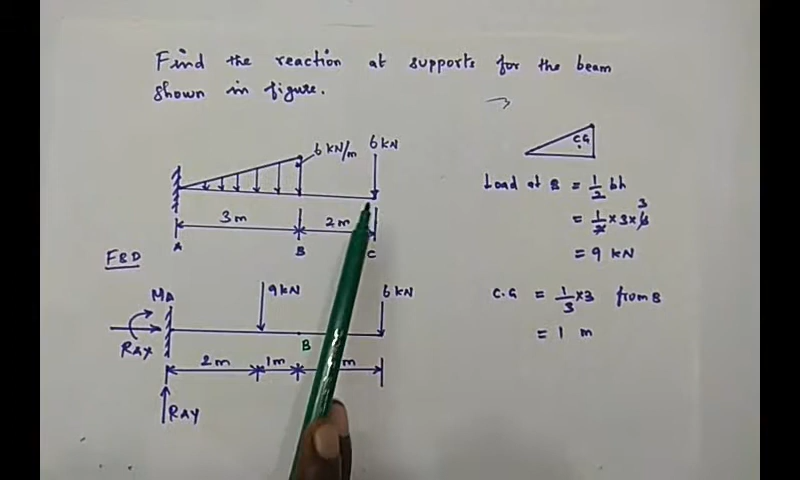 Find the reaction at supports for the beam
shown in figure.
6 kN/m
6 kN
3 m
2 m
A
B
C
C.G
Load at B = 1/2 bh
= 1/2 × 3 × 6 3
= 9 kN
C.G = 1/3 × 3 from B
= 1 m
FBD
MA
9 kN
6 kN
RAX
B
2 m
1 m
m
RAY